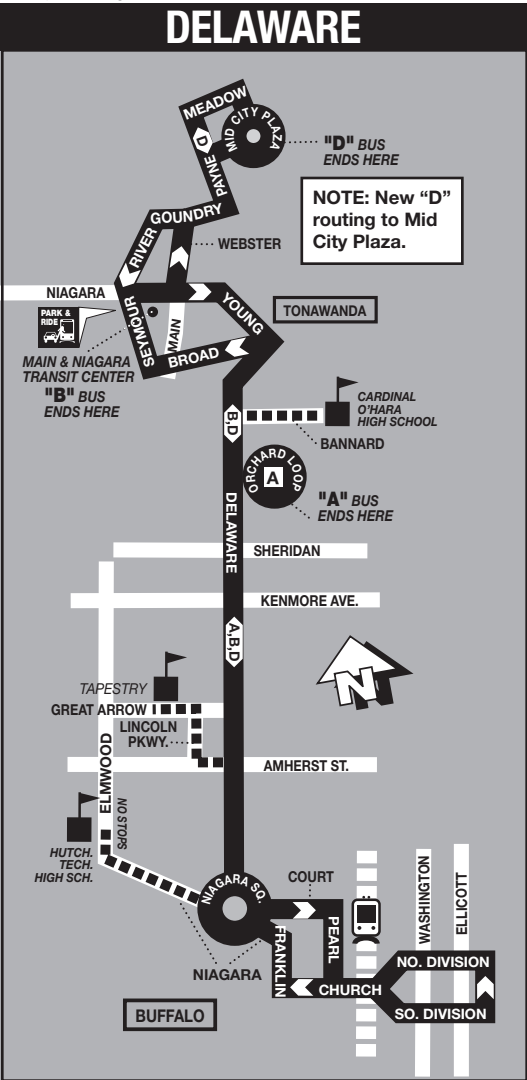 DELAWARE
MEADOW
D
MID CITY PLAZA
PAYNE
"D" BUS
ENDS HERE
NOTE: New “D”
routing to Mid
City Plaza.
GOUNDRY
RIVER
WEBSTER
NIAGARA
YOUNG
TONAWANDA
PARK &
RIDE
SEYMOUR
MAIN
BROAD
MAIN & NIAGARA
TRANSIT CENTER
"B" BUS
ENDS HERE
B,D
CARDINAL
O'HARA
HIGH SCHOOL
BANNARD
ORCHARD LOOP
A
"A" BUS
ENDS HERE
DELAWARE
SHERIDAN
KENMORE AVE.
A,B,D
N
TAPESTRY
GREAT ARROW
LINCOLN
PKWY.
ELMWOOD
AMHERST ST.
NO STOPS
HUTCH.
TECH.
HIGH SCH.
NIAGARA SQ.
COURT
PEARL
FRANKLIN
NIAGARA
CHURCH
WASHINGTON
ELLICOTT
NO. DIVISION
SO. DIVISION
BUFFALO